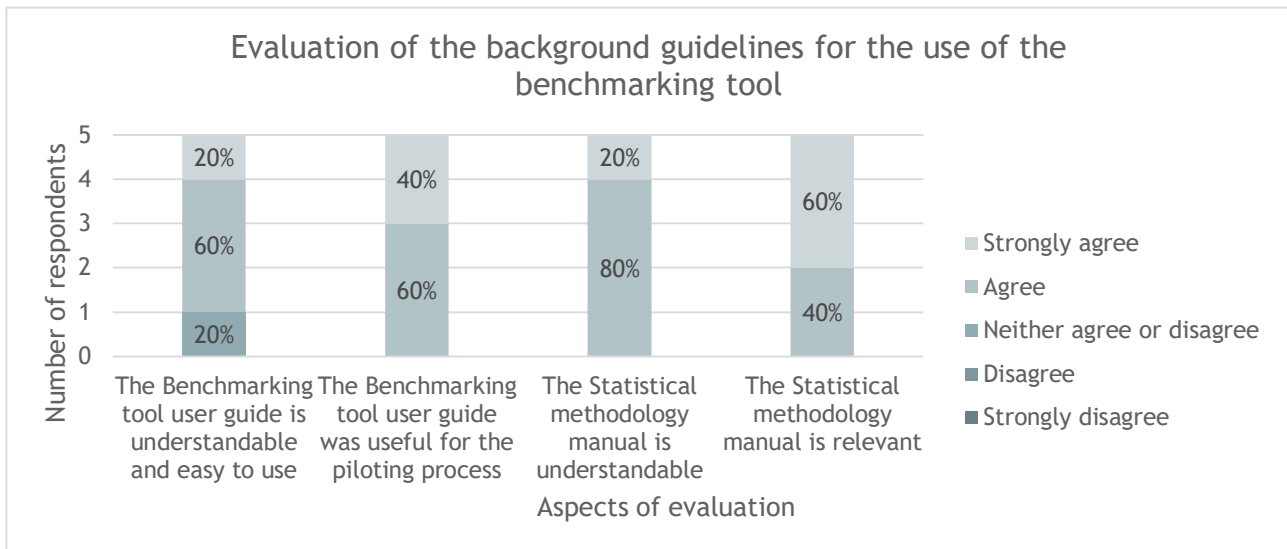 Evaluation of the background guidelines for the use of the
benchmarking tool
Number of respondents
5
4
3
2
1
0
20%
60%
20%
40%
60%
20%
80%
60%
40%
The Benchmarking
tool user guide is
understandable
and easy to use
The Benchmarking
tool user guide
was useful for the
piloting process
The Statistical
methodology
manual is
understandable
The Statistical
methodology
manual is relevant
Aspects of evaluation
Strongly agree
Agree
Neither agree or disagree
Disagree
Strongly disagree